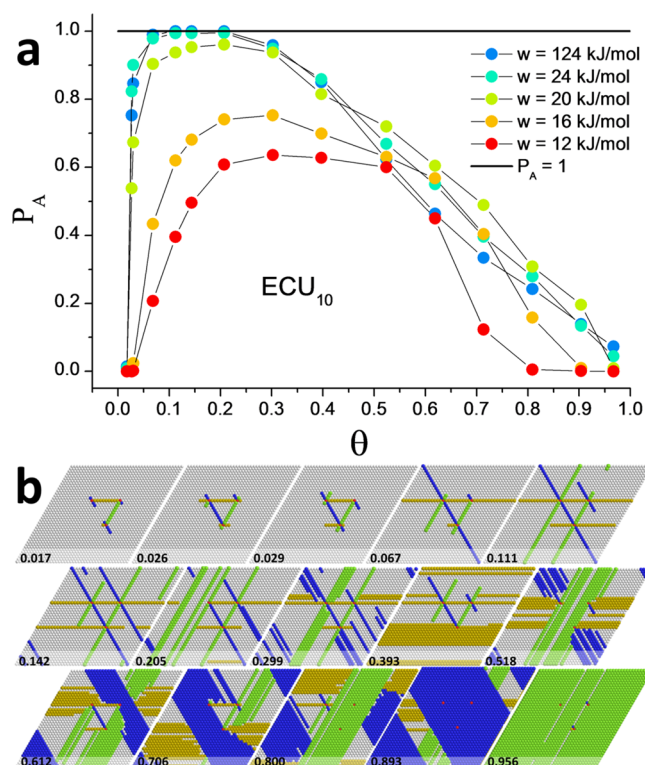 a
1.0
0.8
0.6
0.4
0.2
0.0
P_A
w = 124 kJ/mol
w = 24 kJ/mol
w = 20 kJ/mol
w = 16 kJ/mol
w = 12 kJ/mol
P_A = 1
ECU_10
0.0 0.1 0.2 0.3 0.4 0.5 0.6 0.7 0.8 0.9 1.0
θ
b
0.017 0.026 0.029 0.067 0.111
0.142 0.205 0.299 0.393 0.518
0.612 0.706 0.800 0.893 0.956